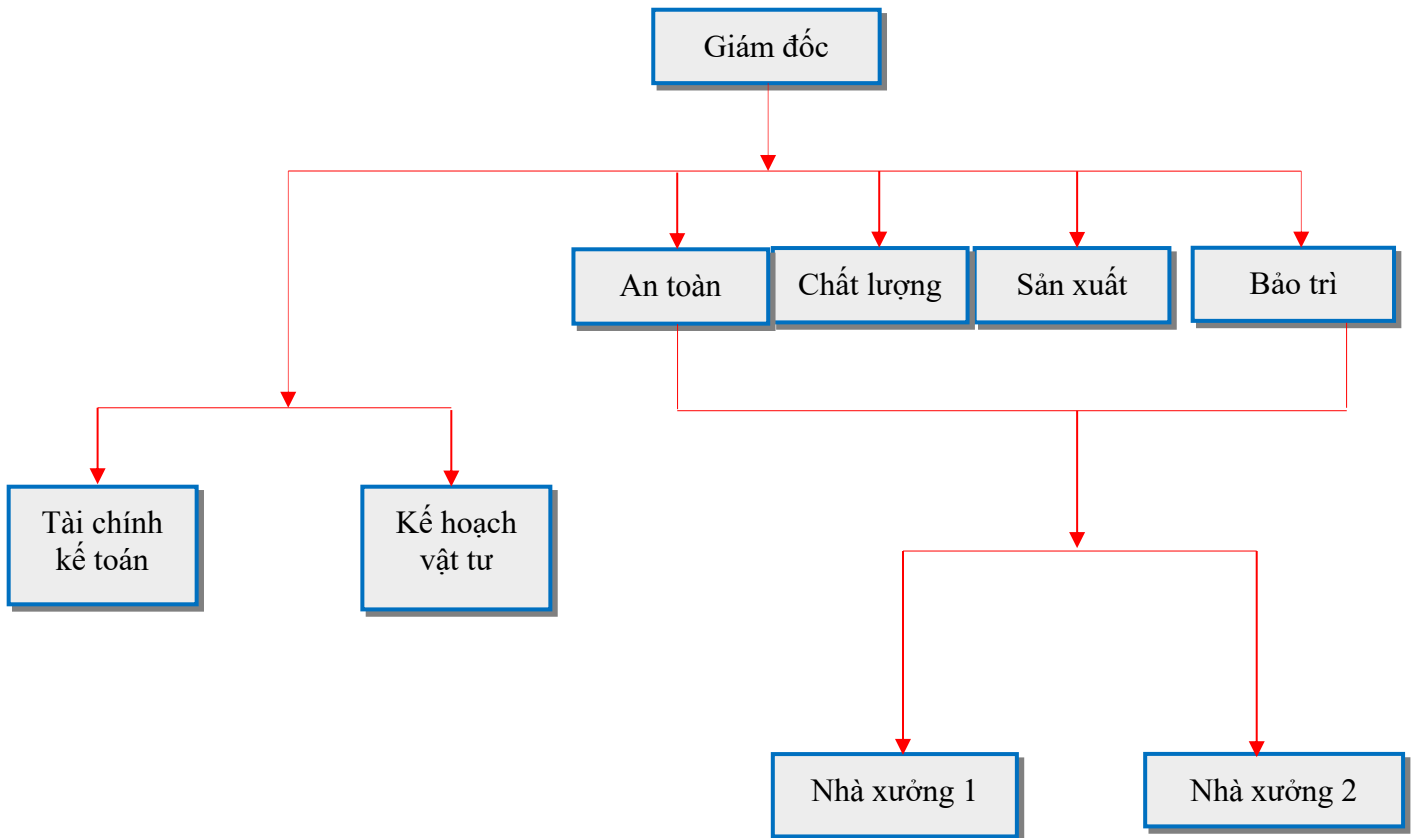 Giám đốc
An toàn
Chất lượng
Sản xuất
Bảo trì
Tài chính
kế toán
Kế hoạch
vật tư
Nhà xưởng 1
Nhà xưởng 2